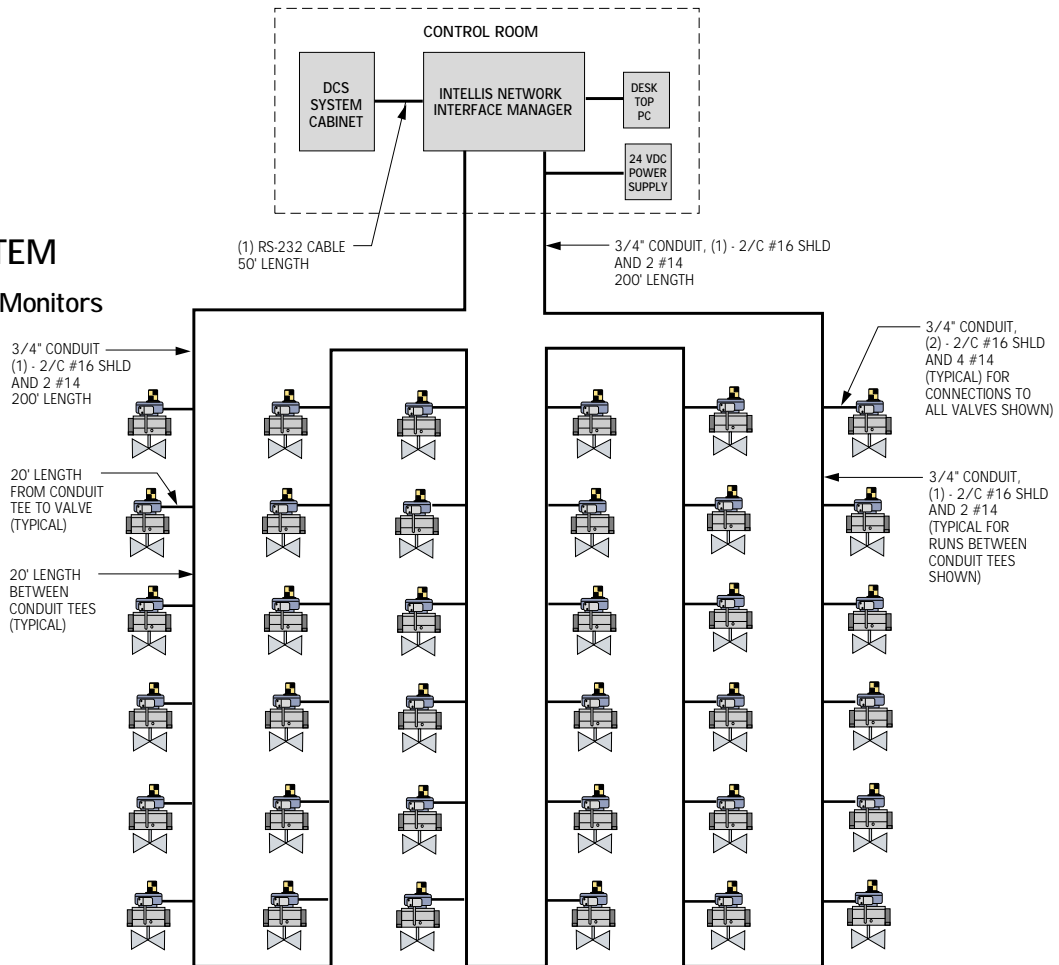 CONTROL ROOM
DCS
SYSTEM
CABINET
INTELLIS NETWORK
INTERFACE MANAGER
DESK
TOP
PC
24 VDC
POWER
SUPPLY
(1) RS-232 CABLE
50' LENGTH
3/4" CONDUIT, (1) - 2/C #16 SHLD
AND 2 #14
200' LENGTH
TEM
Monitors
3/4" CONDUIT
(1) - 2/C #16 SHLD
AND 2 #14
200' LENGTH
20' LENGTH
FROM CONDUIT
TEE TO VALVE
(TYPICAL)
20' LENGTH
BETWEEN
CONDUIT TEES
(TYPICAL)
3/4" CONDUIT,
(2) - 2/C #16 SHLD
AND 4 #14
(TYPICAL) FOR
CONNECTIONS TO
ALL VALVES SHOWN)
3/4" CONDUIT,
(1) - 2/C #16 SHLD
AND 2 #14
(TYPICAL FOR
RUNS BETWEEN
CONDUIT TEES
SHOWN)